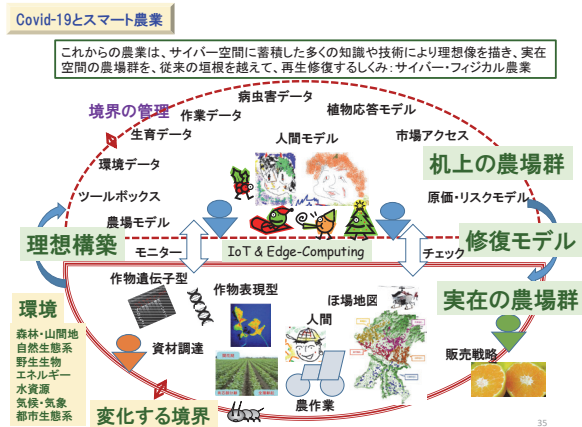 Covid-19とスマート農業
これからの農業は、サイバー空間に蓄積した多くの知識や技術により理想像を描き、実在
空間の農場群を、従来の垣根を越えて、再生修復するしくみ：サイバー・フィジカル農業
病虫害データ
境界の管理
作業データ
植物応答モデル
生育データ
人間モデル
市場アクセス
環境データ
机上の農場群
ツールボックス
原価・リスクモデル
農場モデル
理想構築
モニター
IoT & Edge-Computing
チェック
修復モデル
作物遺伝子型
作物表現型
ほ場地図
実在の農場群
環境
人間
森林・山間地
自然生態系
野生生物
エネルギー
水資源
気候・気象
都市生態系
資材調達
販売戦略
農作業
変化する境界
35